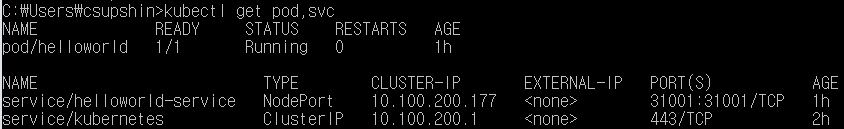 C:₩Users₩csupshin>kubectl get pod,svc
NAME READY STATUS RESTARTS AGE
pod/helloworld 1/1 Running 0 1h
NAME TYPE CLUSTER-IP EXTERNAL-IP PORT(S) AGE
service/helloworld-service NodePort 10.100.200.177 <none> 31001:31001/TCP 1h
service/kubernetes ClusterIP 10.100.200.1 <none> 443/TCP 2h